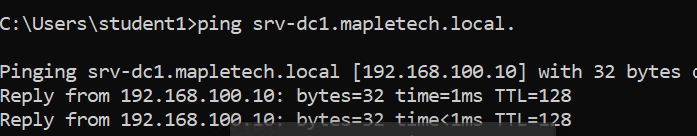 C:\Users\student1>ping srv-dc1.mapletech.local.
Pinging srv-dc1.mapletech.local [192.168.100.10] with 32 bytes
Reply from 192.168.100.10: bytes=32 time=1ms TTL=128
Reply from 192.168.100.10: bytes=32 time<1ms TTL=128